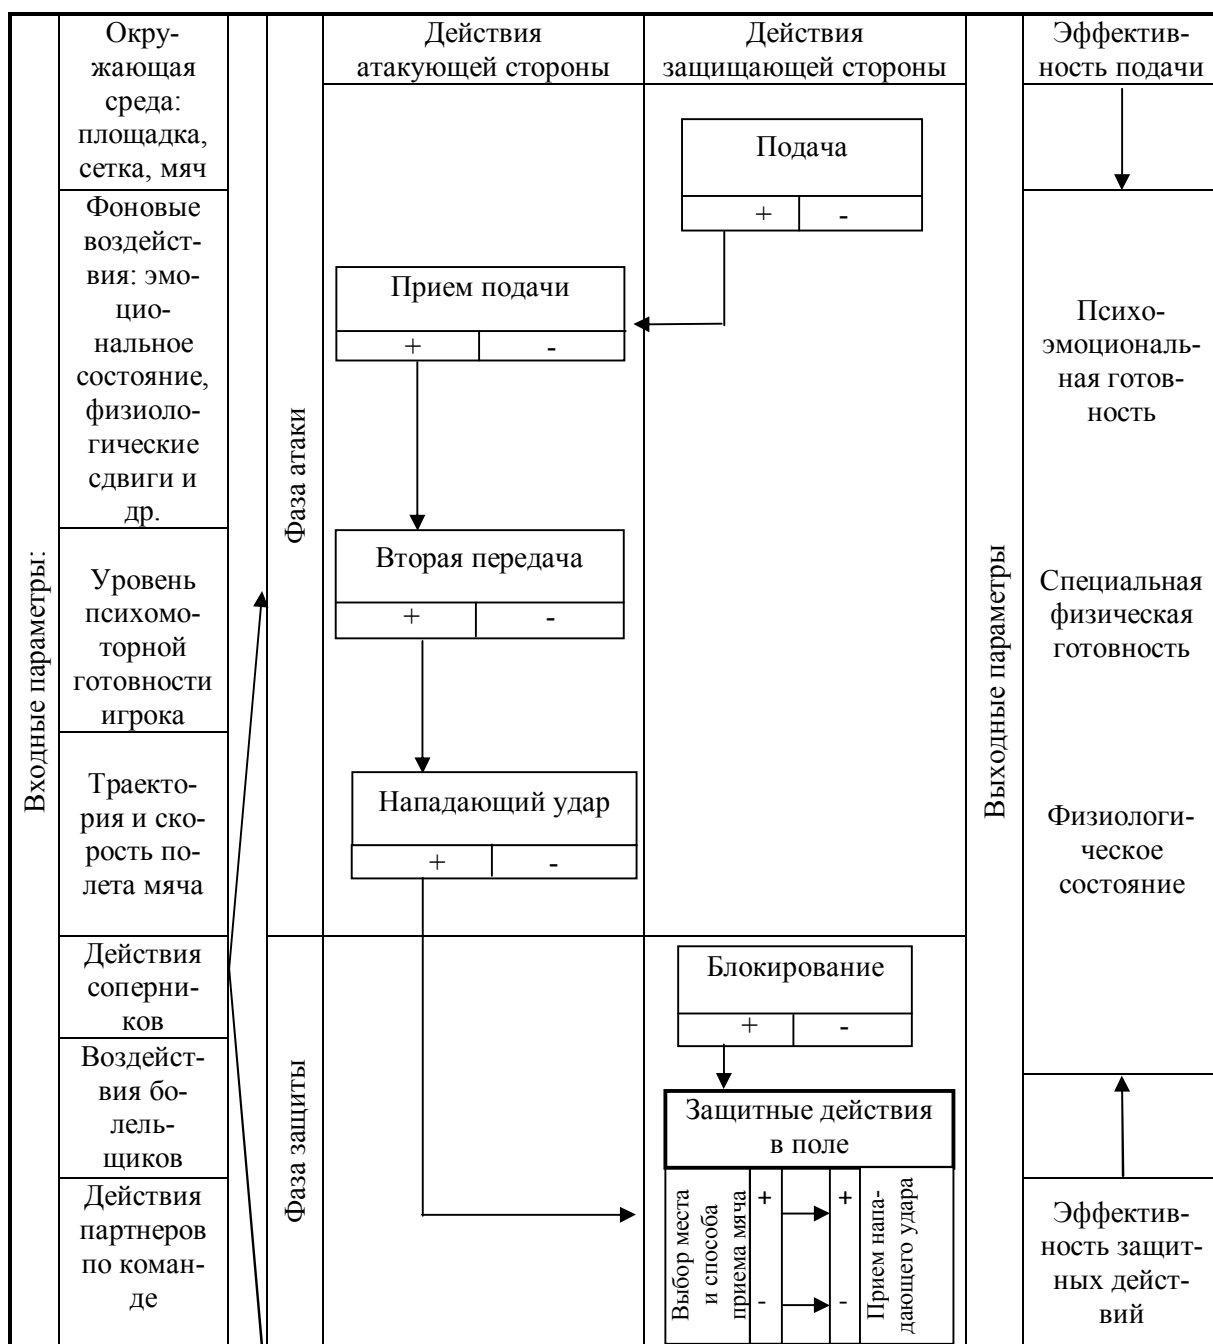 Входные параметры:
Окру-
жающая
среда:
площадка,
сетка, мяч
Фоновые
воздейст-
вия: эмо-
цио-
нальное
состояние,
физиоло-
гические
сдвиги и
др.
Уровень
психомо-
торной
готовности
игрока
Траекто-
рия и ско-
рость по-
лета мяча
Действия
соперни-
ков
Воздейст-
вия бо-
лель-
щиков
Действия
партнеров
по коман-
де
Фаза атаки
Фаза защиты
Действия
атакующей стороны
Прием подачи
+ -
Вторая передача
+ -
Нападающий удар
+ -
Действия
защищающей стороны
Подача
+ -
Блокирование
+ -
Защитные действия
в поле
Выбор места
и способа
приема мяча
+ +
- -
Прием напа-
дающего удара
Выходные параметры
Эффектив-
ность подачи
Психо-
эмоциональ-
ная готов-
ность
Специальная
физическая
готовность
Физиологи-
ческое
состояние
Эффектив-
ность защит-
ных дейст-
вий